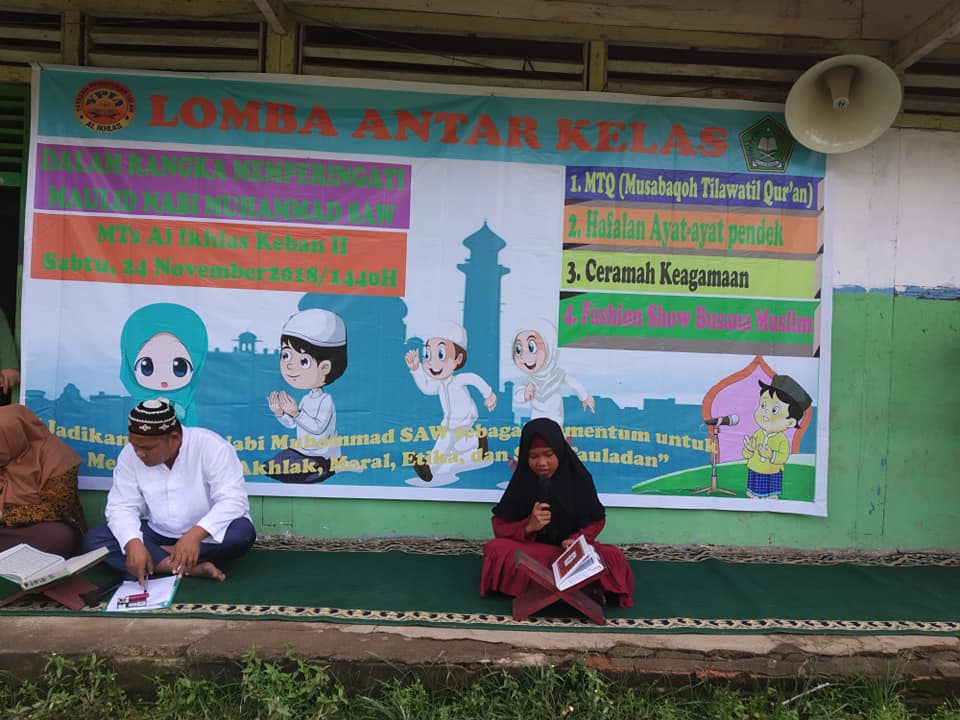 LOMBA ANTAR KELAS
YPIA
AL IKHLAS
DALAM RANGKA MEMPERINGATI
MAULID NABI MUHAMMAD SAW
MTs Al Ikhlas Keban II
Sabtu, 24 November 2018/1440H
1. MTQ (Musabaqoh Tilawatil Qur'an)
2. Hafalan Ayat-ayat pendek
3. Ceramah Keagamaan
4. Fashion Show Busana Muslim
Jadikan Nabi Muhammad SAW untuk
Akhlak, Moral, Etika, dan